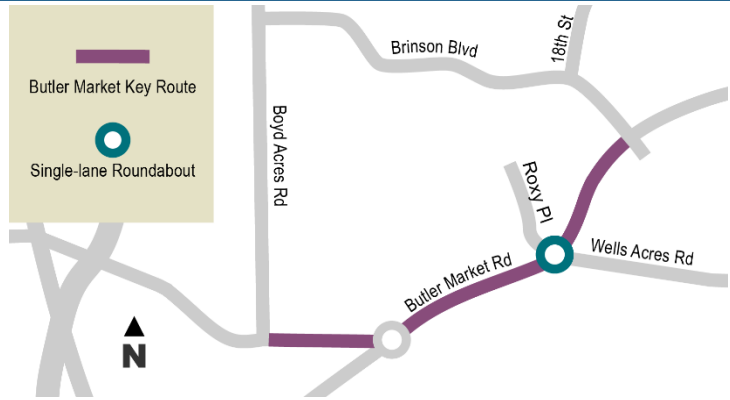 Butler Market Key Route
Single-lane Roundabout
Brinson Blvd
18th St
Boyd Acres Rd
Roxy Pl
Wells Acres Rd
Butler Market Rd
N